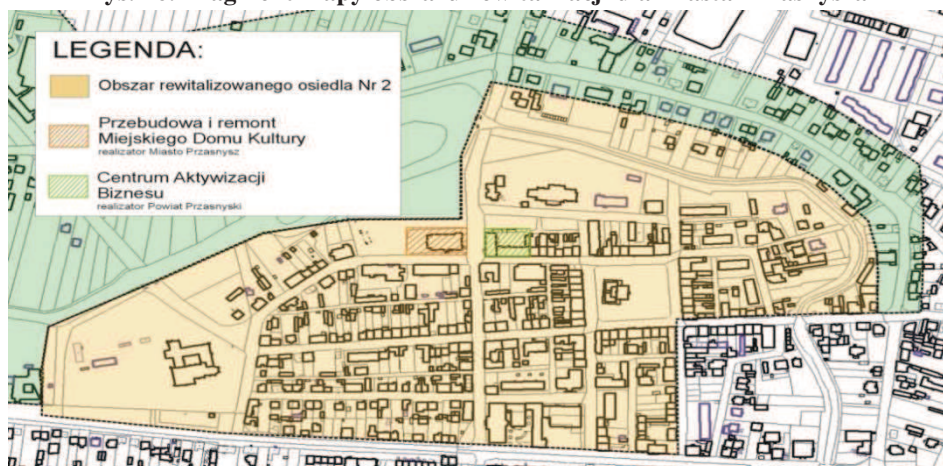 LEGENDA:
Obszar rewitalizowanego osiedla Nr 2
Przebudowa i remont
Miejskiego Domu Kultury
realizator Miasto Przasnysz
Centrum Aktywizacji
Biznesu
realizator Powiat Przasnyski